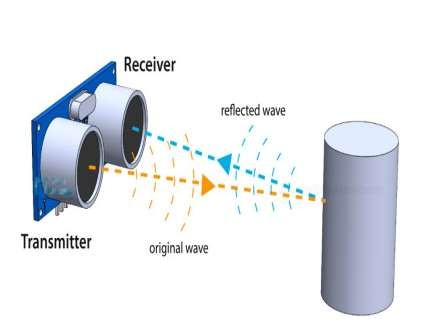 Receiver
reflected wave
Transmitter
original wave